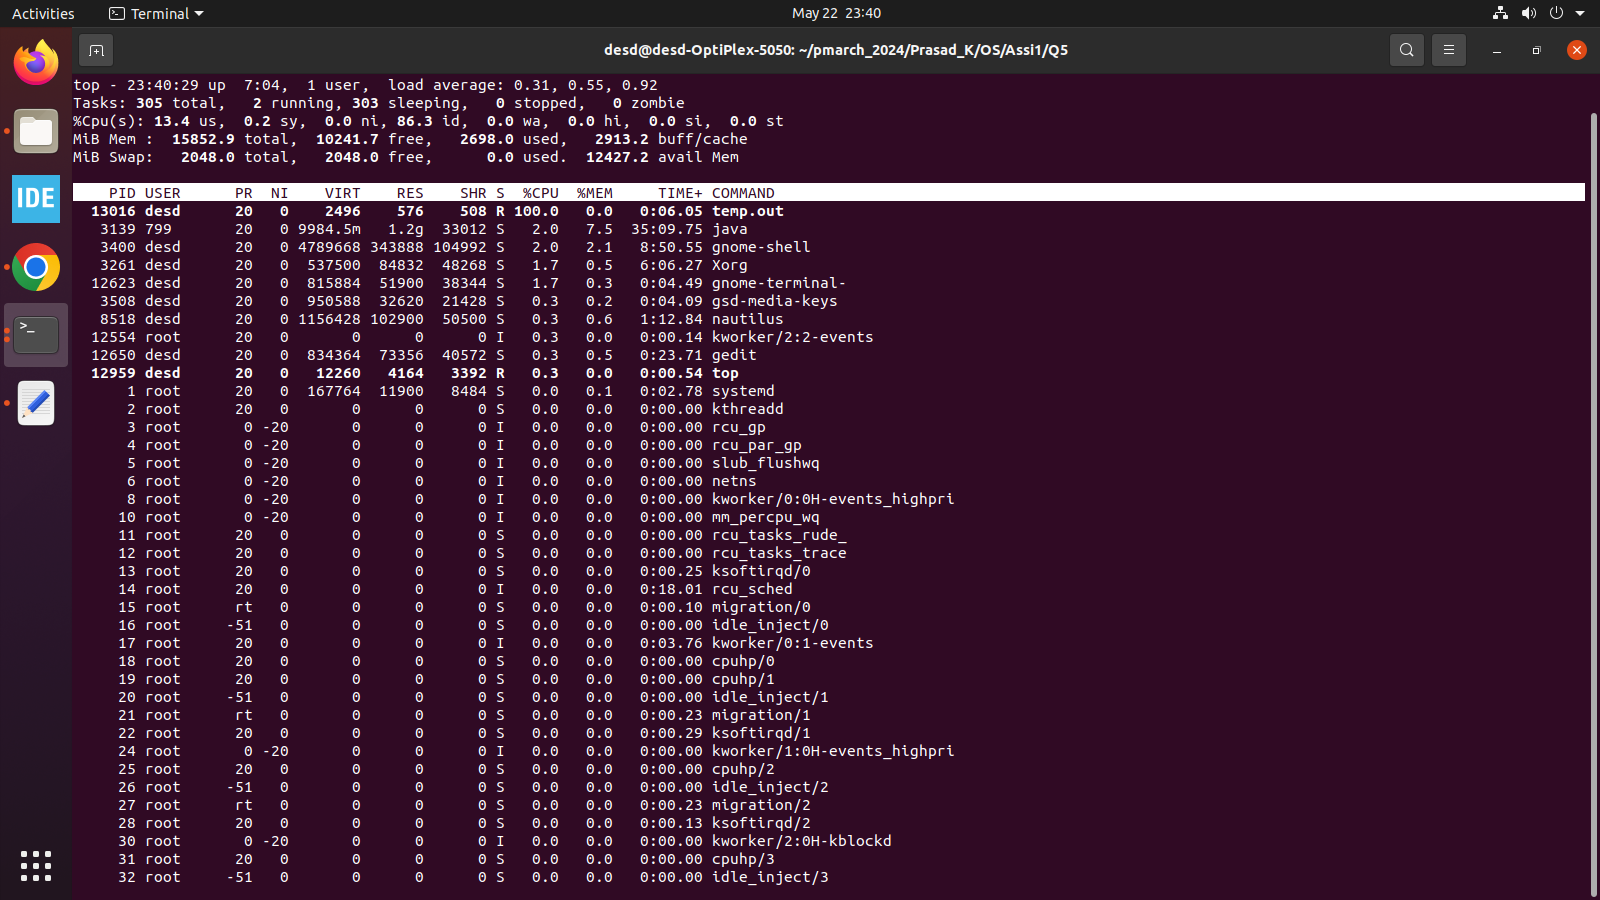 Activities
Terminal
May 22 23:40
desd@desd-OptiPlex-5050: ~/pmarch_2024/Prasad_K/OS/Assi1/Q5
IDE
>_
top - 23:40:29 up  7:04,  1 user,  load average: 0.31, 0.55, 0.92
Tasks: 305 total,   2 running, 303 sleeping,   0 stopped,   0 zombie
%Cpu(s): 13.4 us,  0.2 sy,  0.0 ni, 86.3 id,  0.0 wa,  0.0 hi,  0.0 si,  0.0 st
MiB Mem :  15852.9 total,  10241.7 free,   2698.0 used,   2913.2 buff/cache
MiB Swap:   2048.0 total,   2048.0 free,      0.0 used.  12427.2 avail Mem
PID USER      PR  NI    VIRT    RES    SHR S  %CPU  %MEM     TIME+ COMMAND
13016 desd      20   0    2496    576    508 R 100.0   0.0   0:06.05 temp.out
3139 799       20   0 9984.5m   1.2g  33012 S   2.0   7.5  35:09.75 java
3400 desd      20   0 4789668 343888 104992 S   2.0   2.1   8:50.55 gnome-shell
3261 desd      20   0  537500  84832  48268 S   1.7   0.5   6:06.27 Xorg
12623 desd      20   0  815884  51900  38344 S   1.7   0.3   0:04.49 gnome-terminal-
3508 desd      20   0  950588  32620  21428 S   0.3   0.2   0:04.09 gsd-media-keys
8518 desd      20   0 1156428 102900  50500 S   0.3   0.6   1:12.84 nautilus
12554 root      20   0       0      0      0 I   0.3   0.0   0:00.14 kworker/2:2-events
12650 desd      20   0  834364  73356  40572 S   0.3   0.5   0:23.71 gedit
12959 desd      20   0   12260   4164   3392 R   0.3   0.0   0:00.54 top
1 root      20   0  167764  11900   8484 S   0.0   0.1   0:02.78 systemd
2 root      20   0       0      0      0 S   0.0   0.0   0:00.00 kthreadd
3 root       0 -20       0      0      0 I   0.0   0.0   0:00.00 rcu_gp
4 root       0 -20       0      0      0 I   0.0   0.0   0:00.00 rcu_par_gp
5 root       0 -20       0      0      0 I   0.0   0.0   0:00.00 slub_flushwq
6 root       0 -20       0      0      0 I   0.0   0.0   0:00.00 netns
8 root       0 -20       0      0      0 I   0.0   0.0   0:00.00 kworker/0:0H-events_highpri
10 root       0 -20       0      0      0 I   0.0   0.0   0:00.00 mm_percpu_wq
11 root      20   0       0      0      0 S   0.0   0.0   0:00.00 rcu_tasks_rude_
12 root      20   0       0      0      0 S   0.0   0.0   0:00.00 rcu_tasks_trace
13 root      20   0       0      0      0 S   0.0   0.0   0:00.25 ksoftirqd/0
14 root      20   0       0      0      0 I   0.0   0.0   0:18.01 rcu_sched
15 root      rt   0       0      0      0 S   0.0   0.0   0:00.10 migration/0
16 root     -51   0       0      0      0 S   0.0   0.0   0:00.00 idle_inject/0
17 root      20   0       0      0      0 I   0.0   0.0   0:03.76 kworker/0:1-events
18 root      20   0       0      0      0 S   0.0   0.0   0:00.00 cpuhp/0
19 root      20   0       0      0      0 S   0.0   0.0   0:00.00 cpuhp/1
20 root     -51   0       0      0      0 S   0.0   0.0   0:00.00 idle_inject/1
21 root      rt   0       0      0      0 S   0.0   0.0   0:00.23 migration/1
22 root      20   0       0      0      0 S   0.0   0.0   0:00.29 ksoftirqd/1
24 root       0 -20       0      0      0 I   0.0   0.0   0:00.00 kworker/1:0H-events_highpri
25 root      20   0       0      0      0 S   0.0   0.0   0:00.00 cpuhp/2
26 root     -51   0       0      0      0 S   0.0   0.0   0:00.00 idle_inject/2
27 root      rt   0       0      0      0 S   0.0   0.0   0:00.23 migration/2
28 root      20   0       0      0      0 S   0.0   0.0   0:00.13 ksoftirqd/2
30 root       0 -20       0      0      0 I   0.0   0.0   0:00.00 kworker/2:0H-kblockd
31 root      20   0       0      0      0 S   0.0   0.0   0:00.00 cpuhp/3
32 root     -51   0       0      0      0 S   0.0   0.0   0:00.00 idle_inject/3